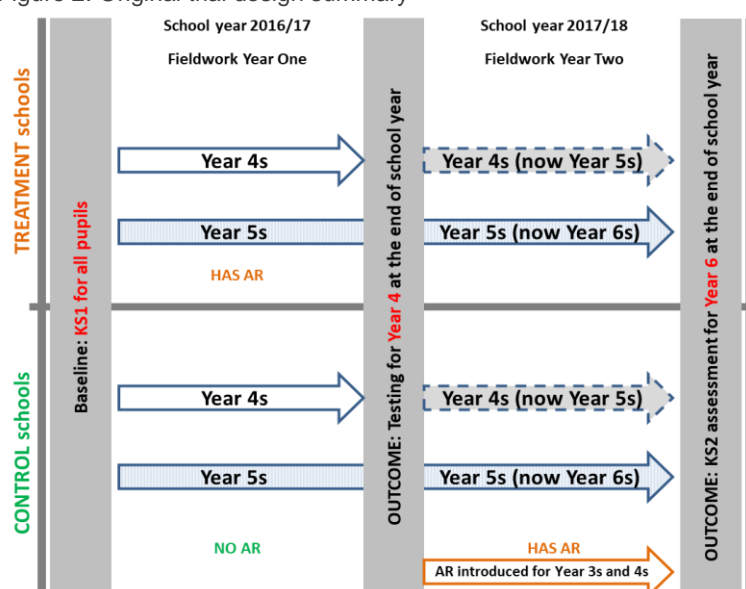 Figure 2: Original trial design summary
School year 2016/17
Fieldwork Year One
School year 2017/18
Fieldwork Year Two
TREATMENT schools
Baseline: KS1 for all pupils
Year 4s
Year 5s
HAS AR
OUTCOME: Testing for Year 4 at the end of school year
Year 4s (now Year 5s)
Year 5s (now Year 6s)
OUTCOME: KS2 assessment for Year 6 at the end of school year
CONTROL schools
Year 4s
Year 5s
NO AR
Year 4s (now Year 5s)
Year 5s (now Year 6s)
HAS AR
AR introduced for Year 3s and 4s